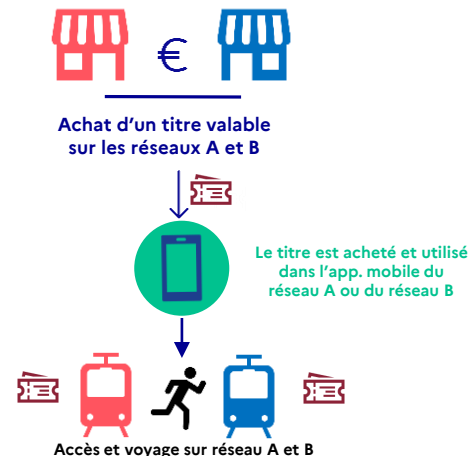 €
Achat d'un titre valable
sur les réseaux A et B
Le titre est acheté et utilisé
dans l'app. mobile du
réseau A ou du réseau B
Accès et voyage sur réseau A et B